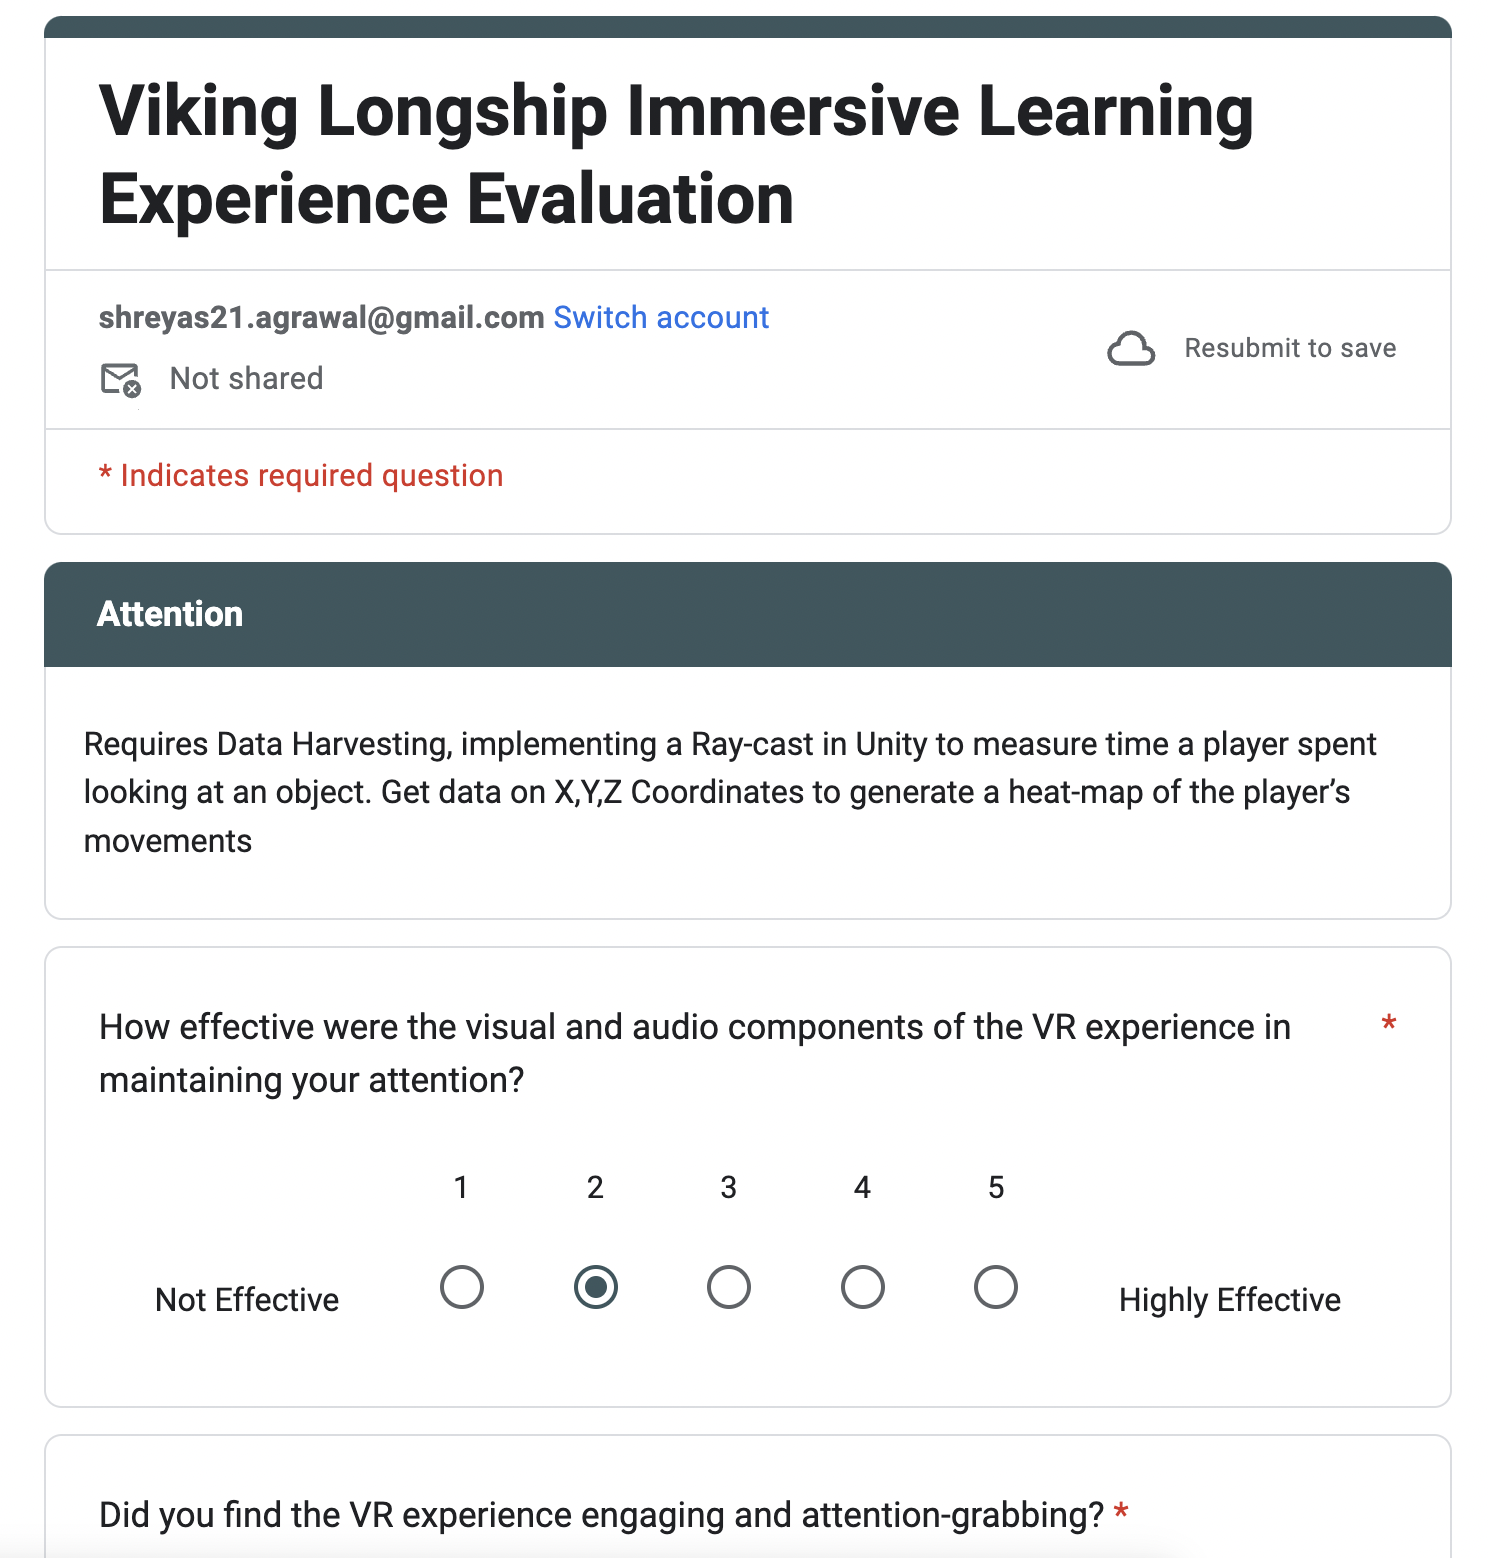 Viking Longship Immersive Learning
Experience Evaluation
shreyas21.agrawal@gmail.com Switch account
Not shared
Resubmit to save
* Indicates required question
Attention
Requires Data Harvesting, implementing a Ray-cast in Unity to measure time a player spent
looking at an object. Get data on X,Y,Z Coordinates to generate a heat-map of the player’s
movements
How effective were the visual and audio components of the VR experience in *
maintaining your attention?
1 2 3 4 5
Not Effective Highly Effective
Did you find the VR experience engaging and attention-grabbing? *